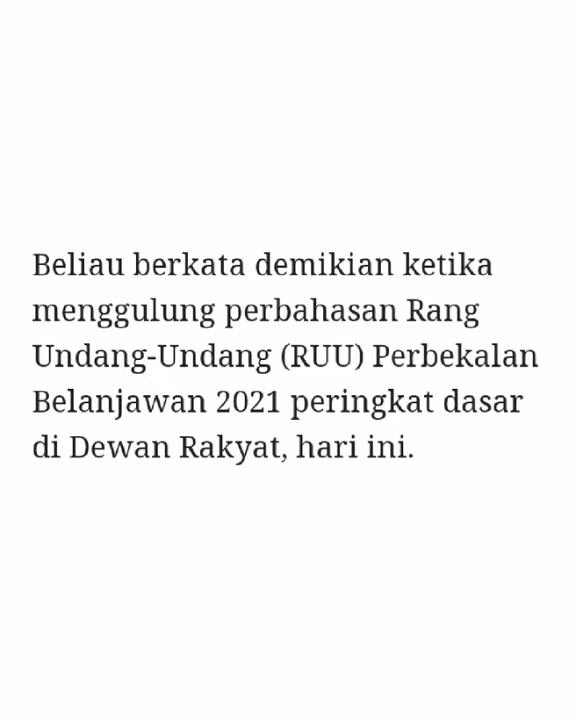 Beliau berkata demikian ketika
menggulung perbahasan Rang
Undang-Undang (RUU) Perbekalan
Belanjawan 2021 peringkat dasar
di Dewan Rakyat, hari ini.